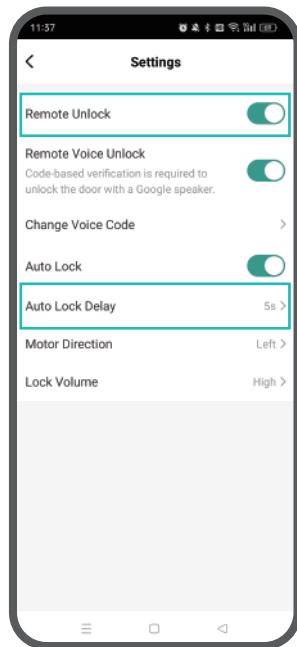 11:37
Settings
Remote Unlock
Remote Voice Unlock
Code-based verification is required to
unlock the door with a Google speaker.
Change Voice Code
Auto Lock
Auto Lock Delay 5s
Motor Direction Left
Lock Volume High